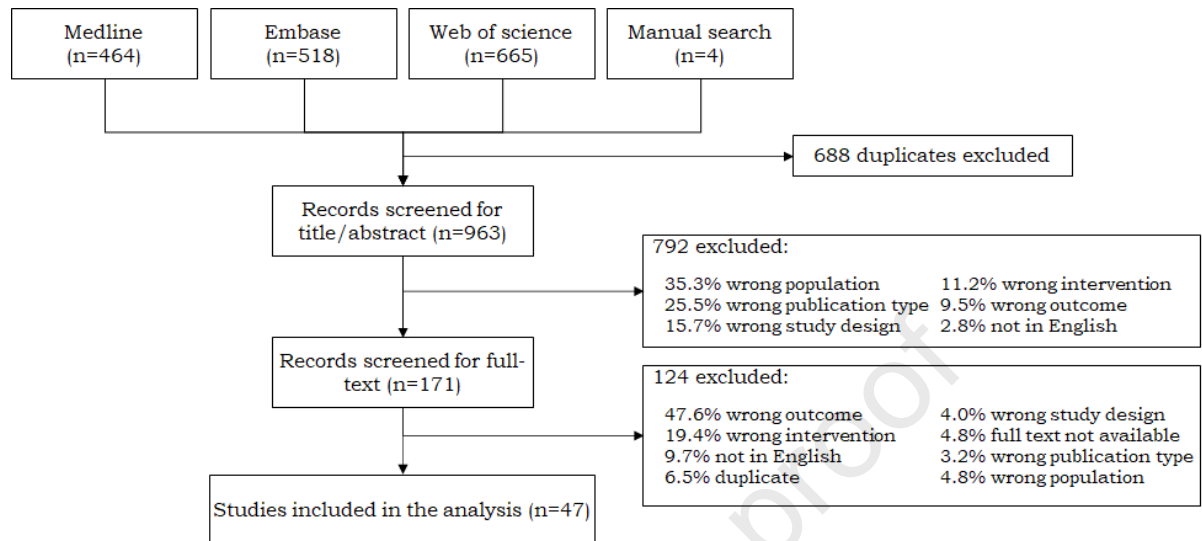 Medline
(n=464)
Embase
(n=518)
Web of science
(n=665)
Manual search
(n=4)
688 duplicates excluded
Records screened for
title/abstract (n=963)
792 excluded:
35.3% wrong population
11.2% wrong intervention
25.5% wrong publication type
9.5% wrong outcome
15.7% wrong study design
2.8% not in English
Records screened for full-
text (n=171)
124 excluded:
47.6% wrong outcome
4.0% wrong study design
19.4% wrong intervention
4.8% full text not available
9.7% not in English
3.2% wrong publication type
6.5% duplicate
4.8% wrong population
Studies included in the analysis (n=47)
proof